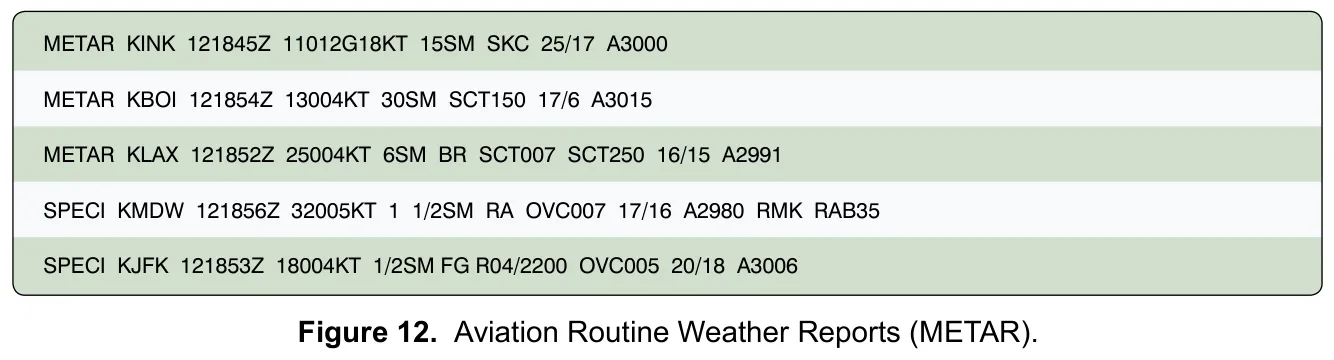 METAR KINK 121845Z 11012G18KT 15SM SKC 25/17 A3000
METAR KBOI 121854Z 13004KT 30SM SCT150 17/6 A3015
METAR KLAX 121852Z 25004KT 6SM BR SCT007 SCT250 16/15 A2991
SPECI KMDW 121856Z 32005KT 1 1/2SM RA OVC007 17/16 A2980 RMK RAB35
SPECI KJFK 121853Z 18004KT 1/2SM FG R04/2200 OVC005 20/18 A3006
Figure 12. Aviation Routine Weather Reports (METAR).